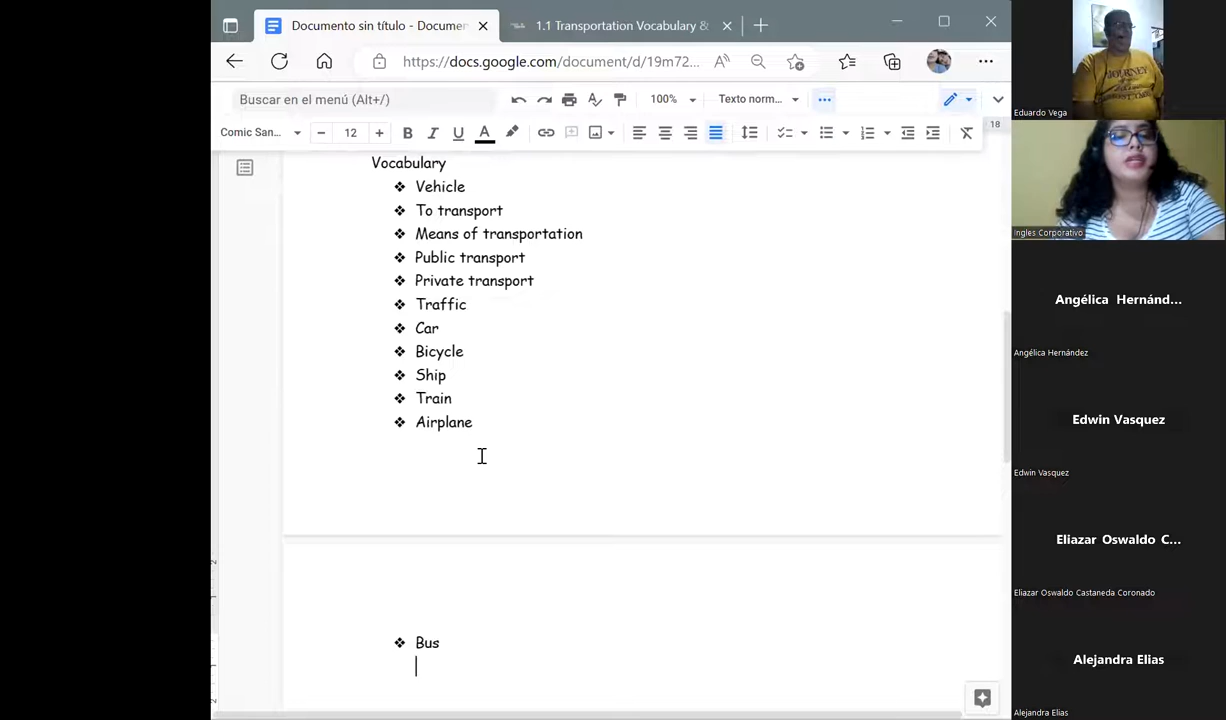 Documento sin título - Documen
1.1 Transportation Vocabulary &
https://docs.google.com/document/d/19m72...
Buscar en el menú (Alt+/)
100%
Texto norm...
Comic San...
12
18
Vocabulary
❖ Vehicle
❖ To transport
❖ Means of transportation
❖ Public transport
❖ Private transport
❖ Traffic
❖ Car
❖ Bicycle
❖ Ship
❖ Train
❖ Airplane
❖ Bus
JOURNEY
Eduardo Vega
Ingles Corporativo
Angélica Hernánd...
Angélica Hernández
Edwin Vasquez
Edwin Vasquez
Eliazar Oswaldo C...
Eliazar Oswaldo Castaneda Coronado
Alejandra Elias
Alejandra Elias